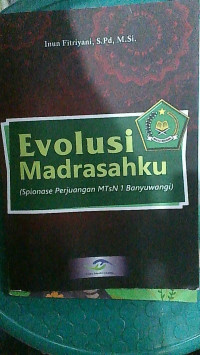 Inun Fitriyani, S.Pd, M.Si.
Evolusi
Madrasahku
(Spionase Perjuangan MTsN 1 Banyuwangi)